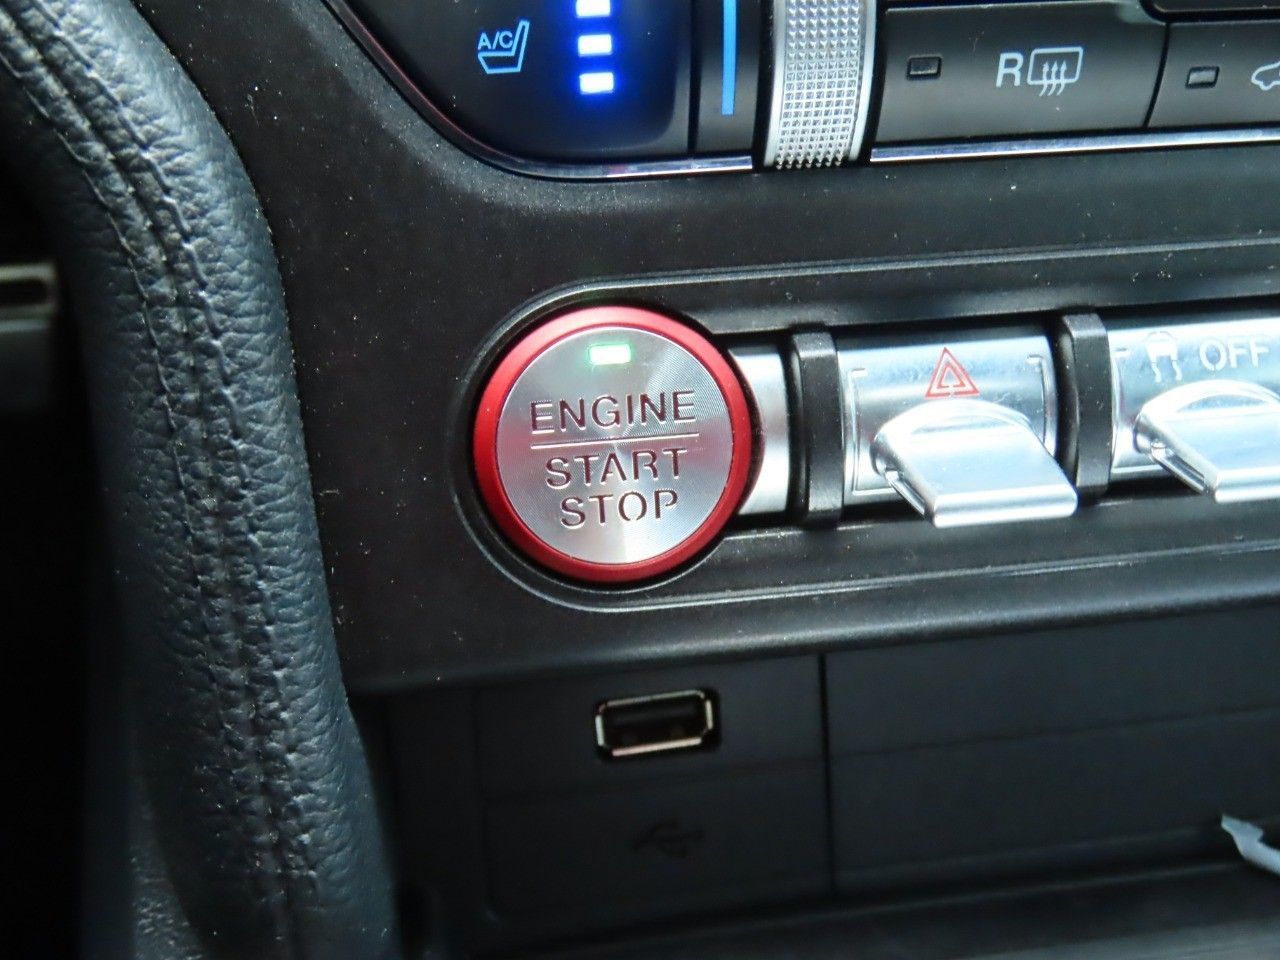 A/C
R
ENGINE
START
STOP
OFF